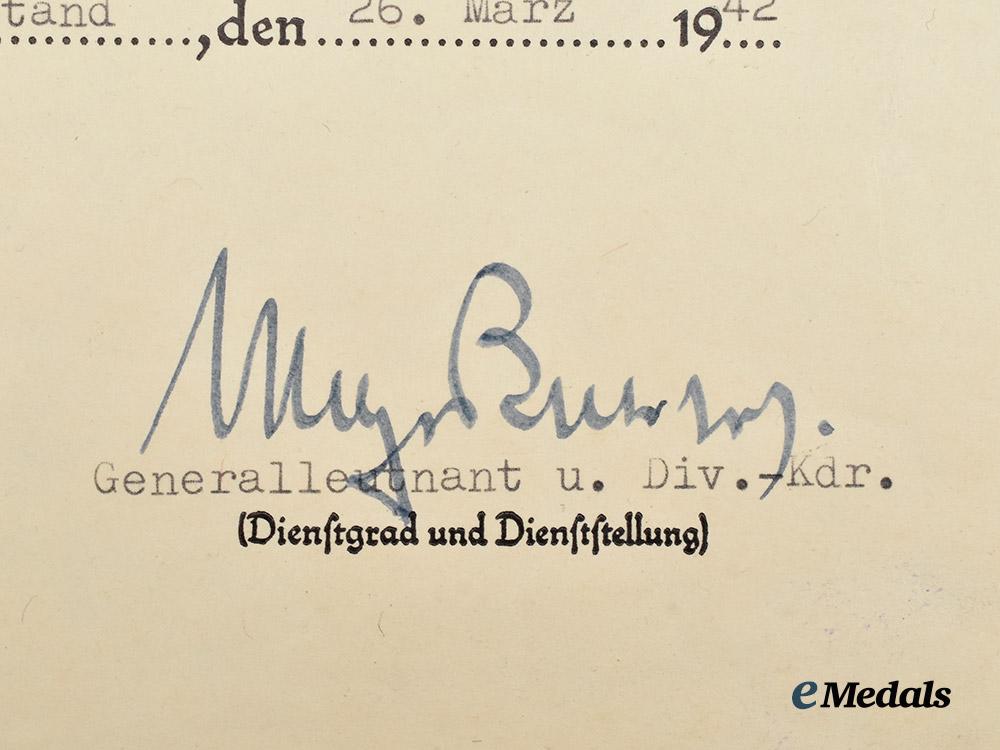 tand ,den 26. März 1942
Generalleutnant u. Div.-Kdr.
(Dienstgrad und Dienststellung)
eMedals